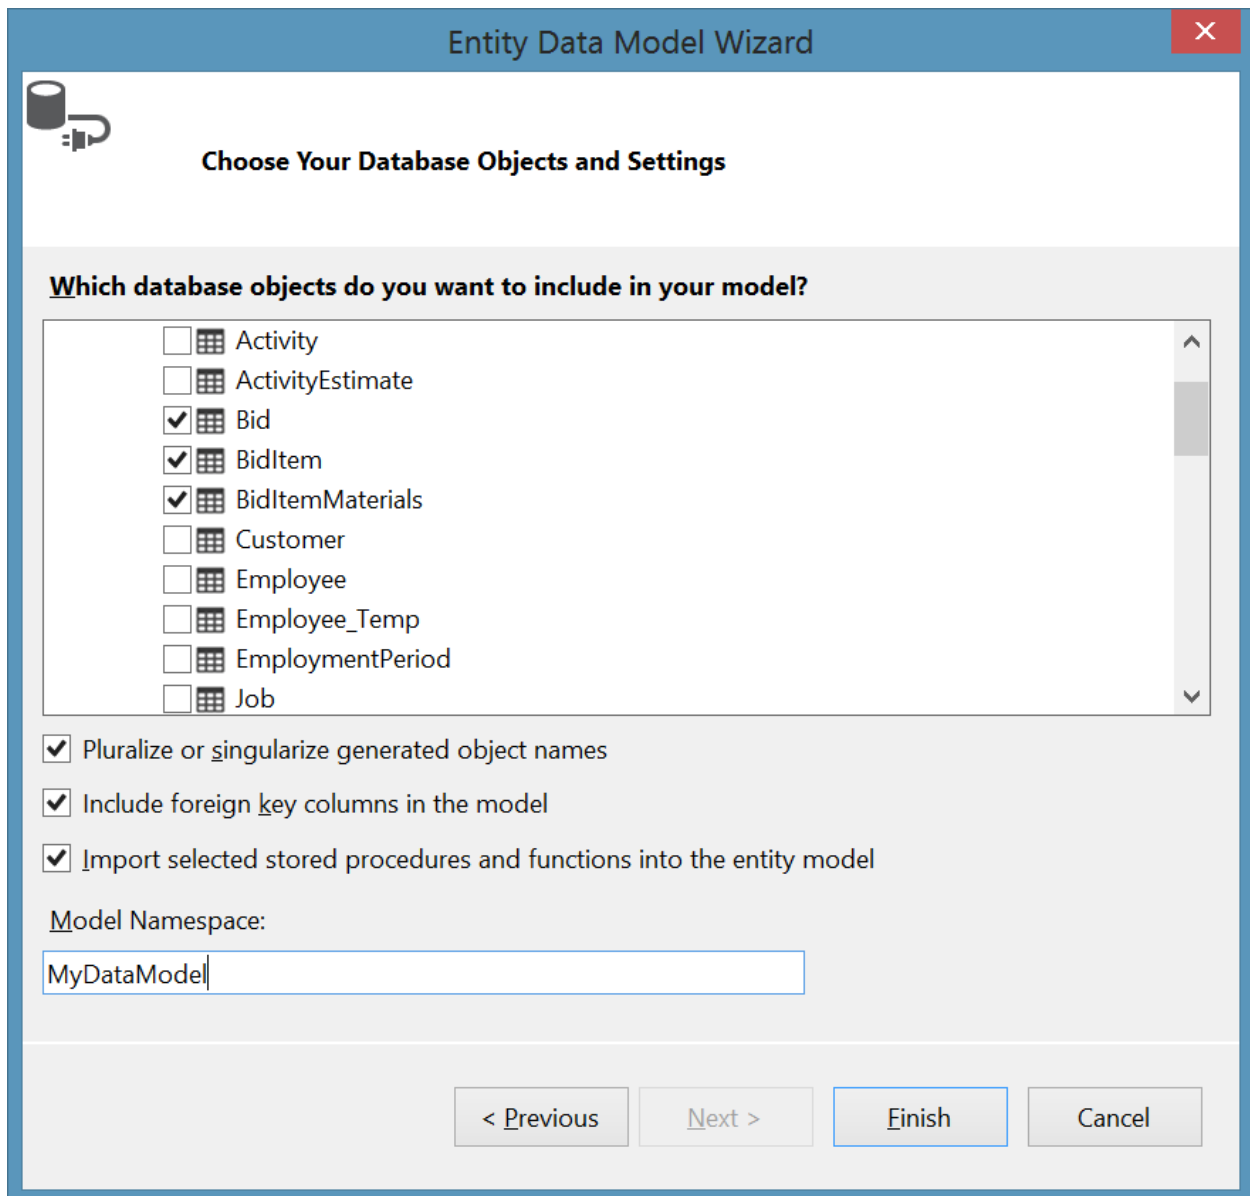 Entity Data Model Wizard
Choose Your Database Objects and Settings
Which database objects do you want to include in your model?
Activity
ActivityEstimate
Bid
BidItem
BidItemMaterials
Customer
Employee
Employee_Temp
EmploymentPeriod
Job
Pluralize or singularize generated object names
Include foreign key columns in the model
Import selected stored procedures and functions into the entity model
Model Namespace:
MyDataModel
< Previous
Next >
Finish
Cancel